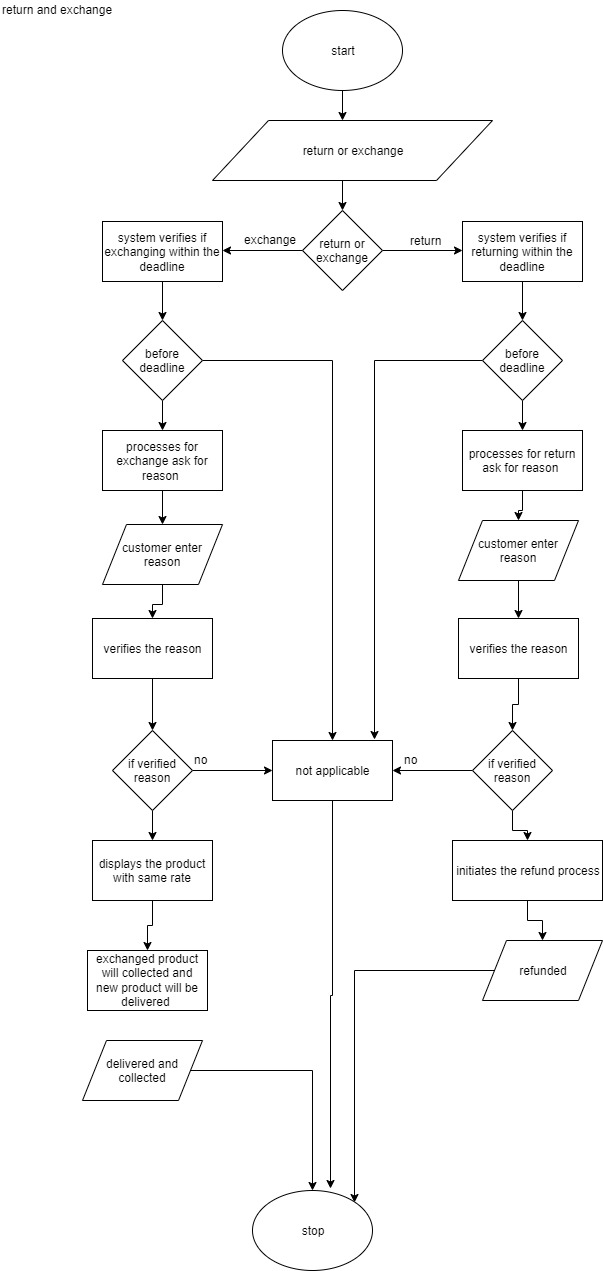 return and exchange
start
return or exchange
return or
exchange
exchange
return
system verifies if
exchanging within the
deadline
system verifies if
returning within the
deadline
before
deadline
before
deadline
processes for
exchange ask for
reason
processes for return
ask for reason
customer enter
reason
customer enter
reason
verifies the reason
verifies the reason
if verified
reason
no
not applicable
no
if verified
reason
displays the product
with same rate
initiates the refund process
exchanged product
will collected and
new product will be
delivered
refunded
delivered and
collected
stop